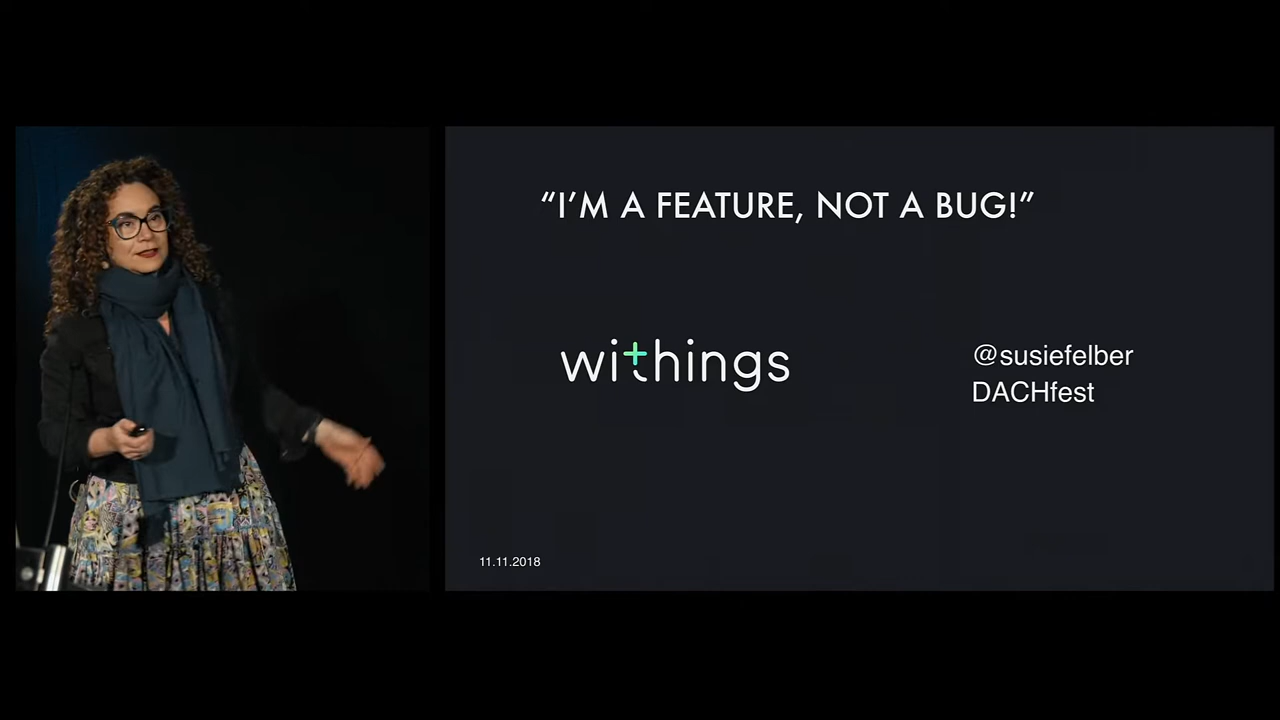 “I’M A FEATURE, NOT A BUG!”
withings
@susiefelber
DACHfest
11.11.2018